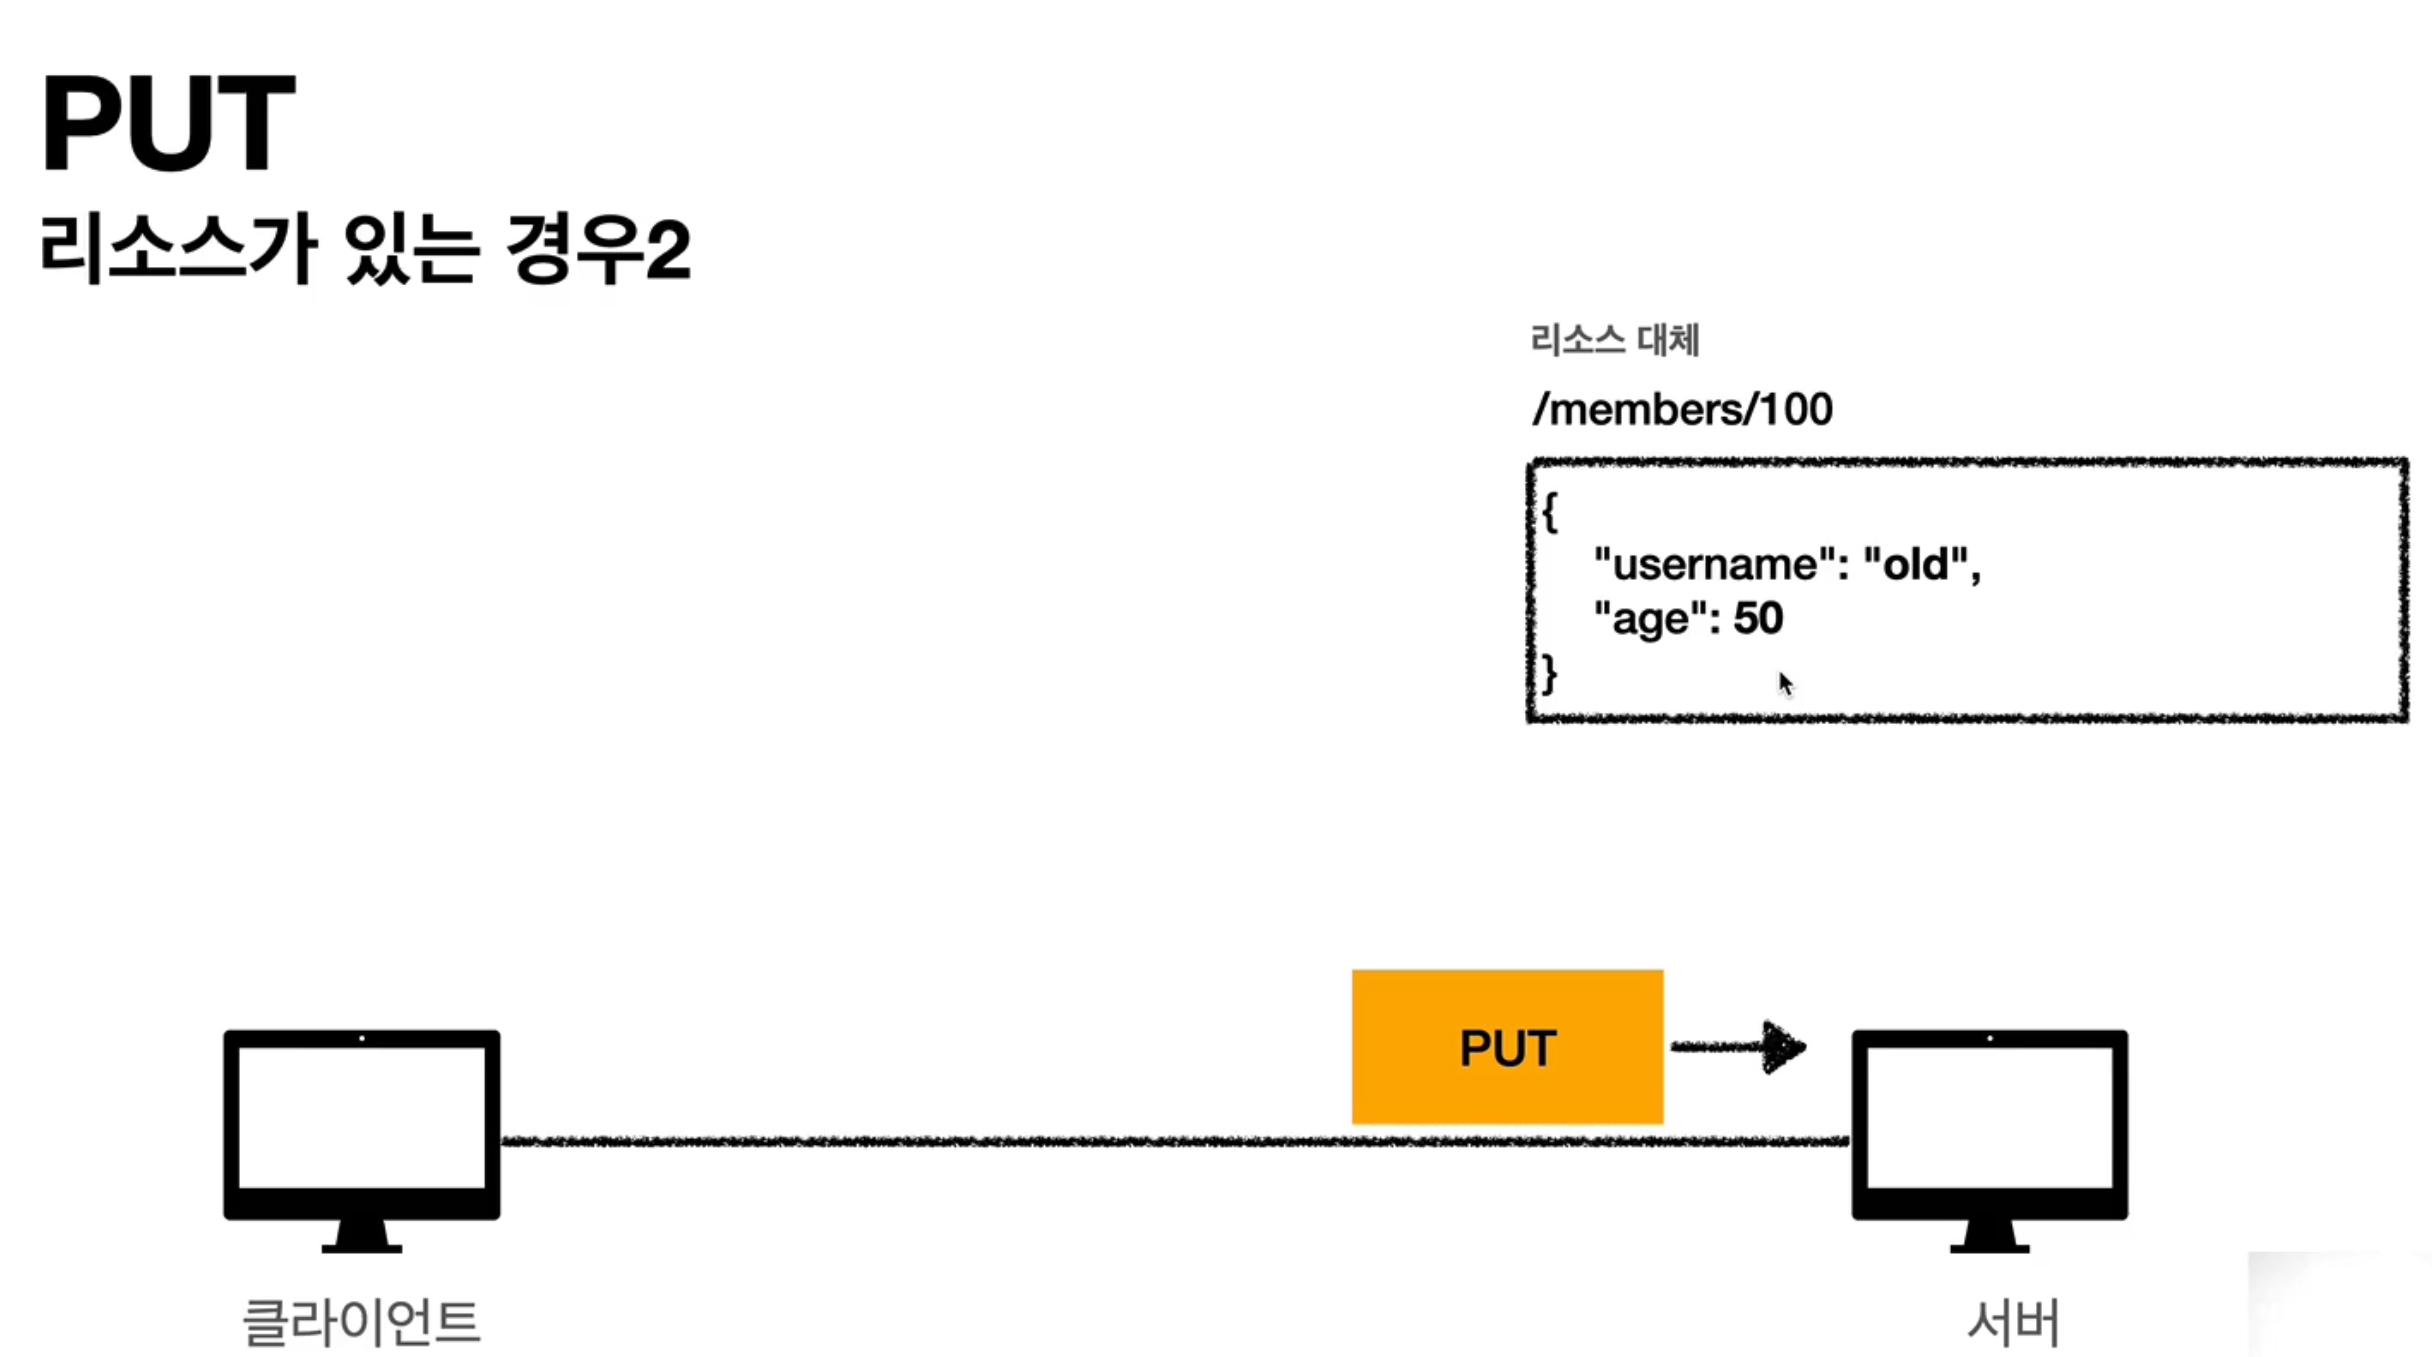 PUT
리소스가 있는 경우2
리소스 대체
/members/100
{
"username": "old",
"age": 50
}
PUT
클라이언트
서버